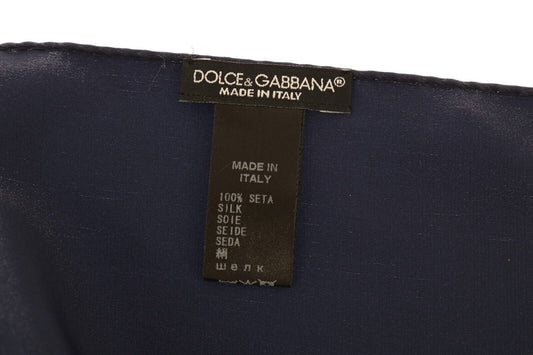 DOLCE & GABBANA®
MADE IN ITALY
MADE IN
ITALY
100% SETA
SILK
SOIE
SEIDE
SEDA
шелк